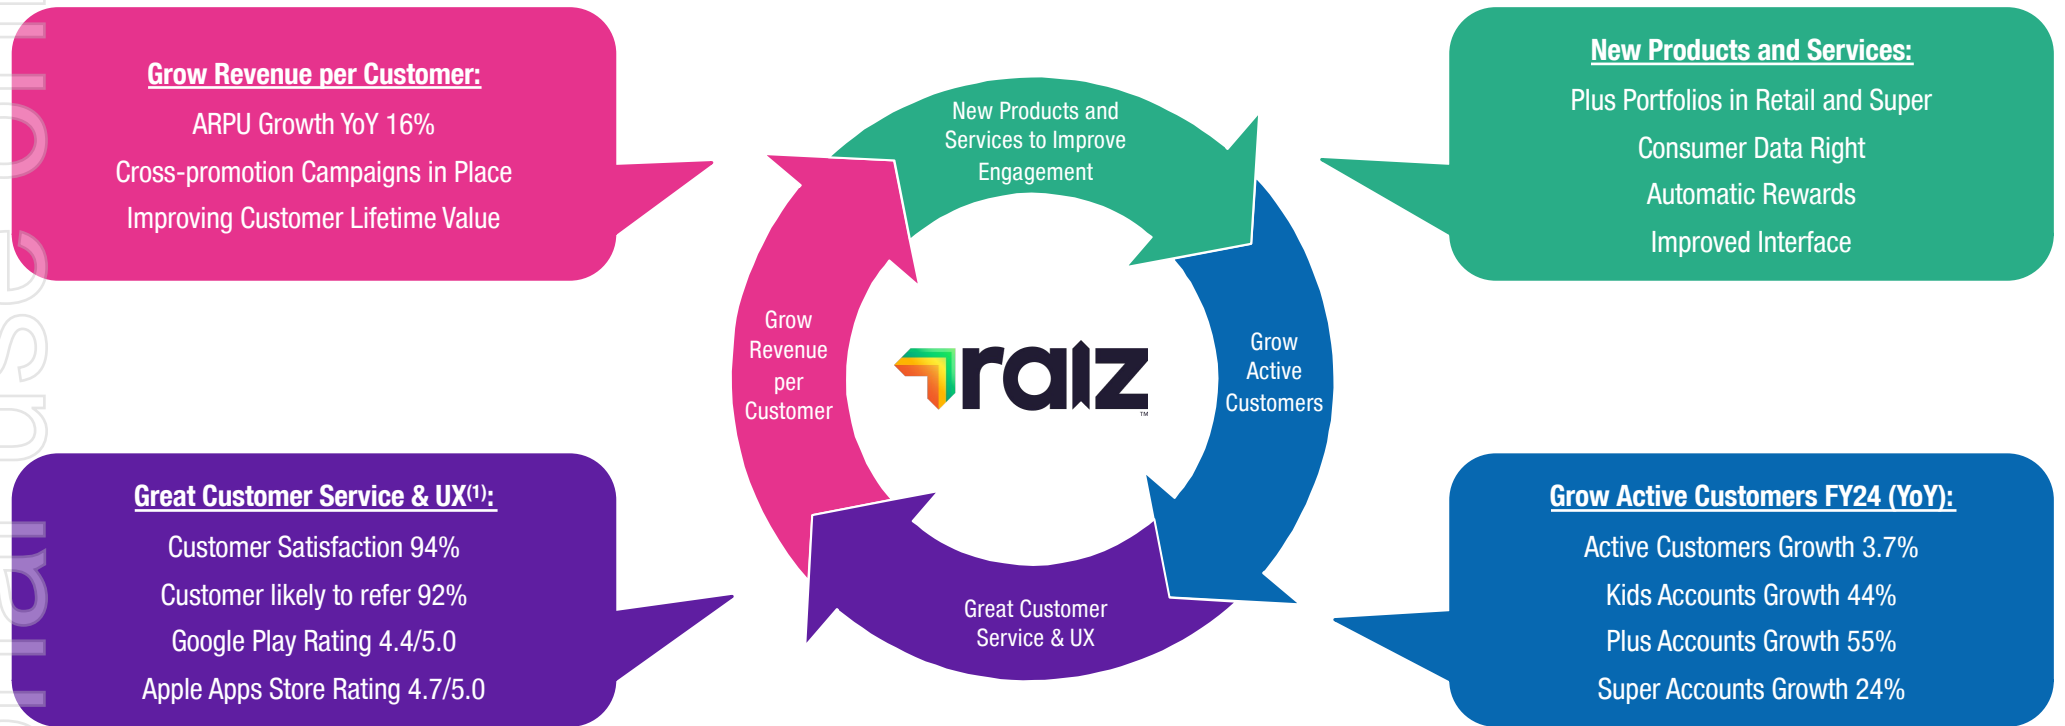 Grow Revenue per Customer:
ARPU Growth YoY 16%
Cross-promotion Campaigns in Place
Improving Customer Lifetime Value
New Products and
Services to Improve
Engagement
New Products and Services:
Plus Portfolios in Retail and Super
Consumer Data Right
Automatic Rewards
Improved Interface
Grow
Revenue
per
Customer
raiz
TM
Grow
Active
Customers
Great Customer Service & UX(1):
Customer Satisfaction 94%
Customer likely to refer 92%
Google Play Rating 4.4/5.0
Apple Apps Store Rating 4.7/5.0
Great Customer
Service & UX
Grow Active Customers FY24 (YoY):
Active Customers Growth 3.7%
Kids Accounts Growth 44%
Plus Accounts Growth 55%
Super Accounts Growth 24%